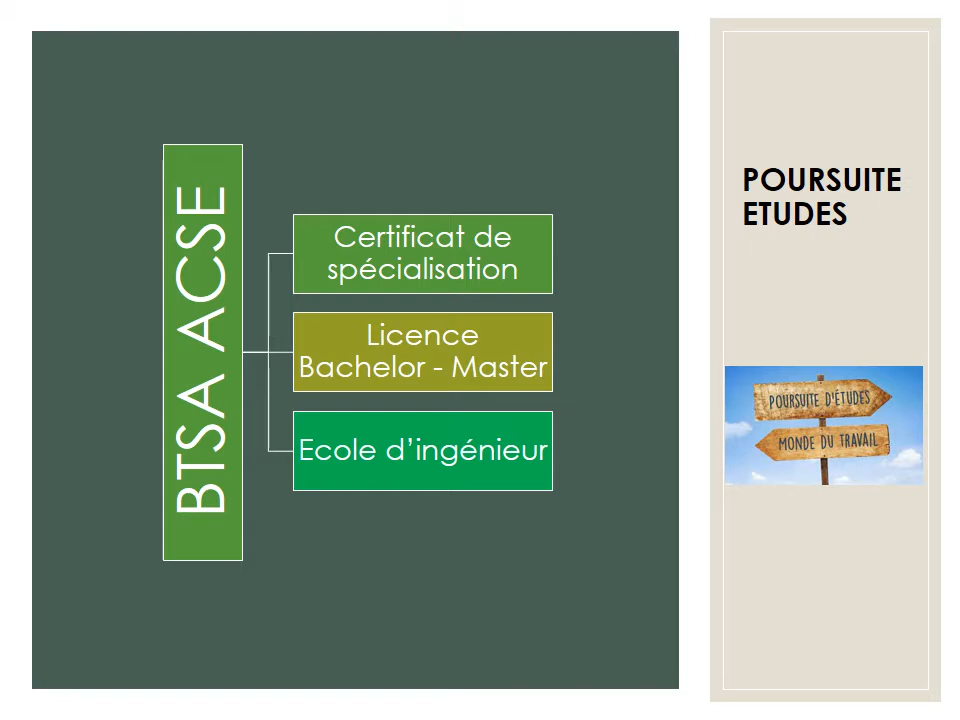 BTSA ACSE
Certificat de
spécialisation
Licence
Bachelor - Master
Ecole d'ingénieur
POURSUITE
ETUDES
POURSUITE D'ÉTUDES
MONDE DU TRAVAIL